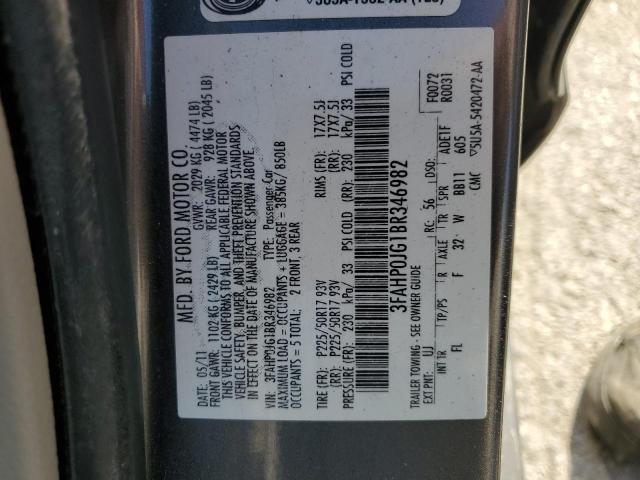 MFD. BY FORD MOTOR CO.
DATE: 05/11 GVWR: 2029 KG ( 4474 LB)
FRONT GAWR: 1102 KG ( 2429 LB) REAR GAWR: 928 KG ( 2045 LB)
THIS VEHICLE CONFORMS TO ALL APPLICABLE FEDERAL MOTOR
VEHICLE SAFETY, BUMPER, AND THEFT PREVENTION STANDARDS
IN EFFECT ON THE DATE OF MANUFACTURE SHOWN ABOVE.
VIN: 3FAHP0JG1BR346982 TYPE: Passenger Car
MAXIMUM LOAD = OCCUPANTS + LUGGAGE = 385KG/ 850LB
OCCUPANTS = 5 TOTAL: 2 FRONT, 3 REAR
TIRE (FR): P225/50R17 93V RIMS (FR): 17X7.5J
(RR): P225/50R17 93V (RR): 17X7.5J
PRESSURE (FR): 230 kPa/ 33 PSI COLD (RR): 230 kPa/ 33 PSI COLD
3FAHP0JG1BR346982
TRAILER TOWING - SEE OWNER GUIDE F0072
R0031
EXT PNT: UJ RC: 56 DSO:
INT TR TP/PS R AXLE TR SPR ADETF
FL F 32 W BB11 605
CMC ▽5U5A-5420472-AA